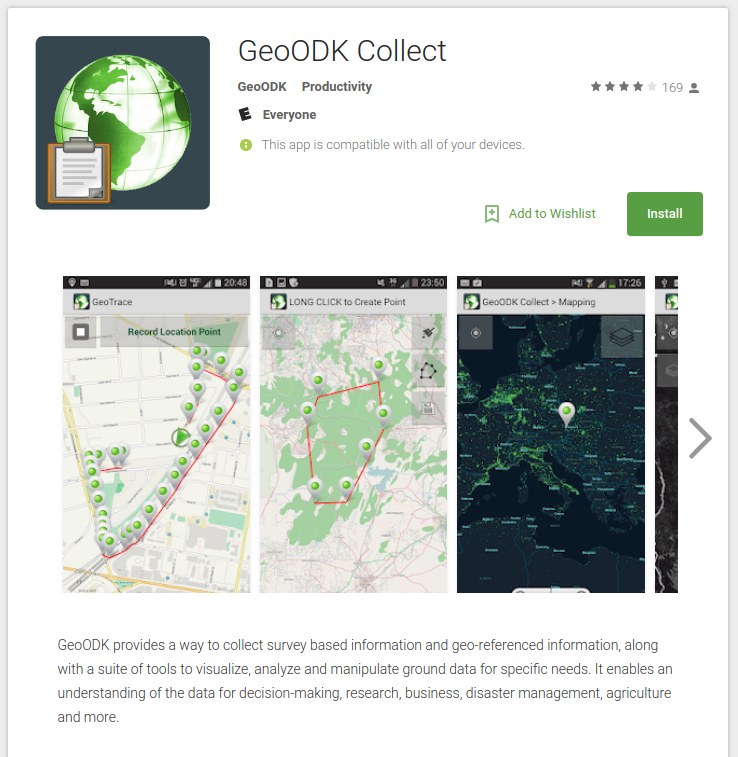 GeoODK Collect
GeoODK Productivity
169
Everyone
This app is compatible with all of your devices.
Add to Wishlist
Install
20:48
GeoTrace
Record Location Point
23:50
LONG CLICK to Create Point
17:26
GeoODK Collect > Mapping
GeoODK provides a way to collect survey based information and geo-referenced information, along
with a suite of tools to visualize, analyze and manipulate ground data for specific needs. It enables an
understanding of the data for decision-making, research, business, disaster management, agriculture
and more.